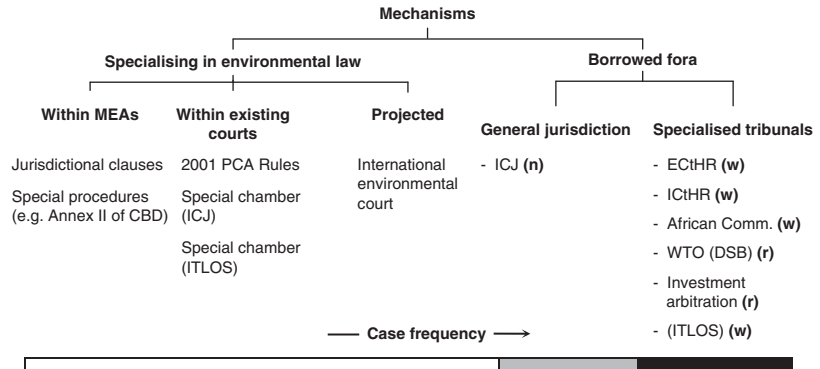 Mechanisms
Specialising in environmental law
Borrowed fora
Within MEAs
Within existing
courts
Projected
General jurisdiction
Specialised tribunals
Jurisdictional clauses
Special procedures
(e.g. Annex II of CBD)
2001 PCA Rules
Special chamber
(ICJ)
Special chamber
(ITLOS)
International
environmental
court
- ICJ (n)
- ECtHR (w)
- ICtHR (w)
- African Comm. (w)
- WTO (DSB) (r)
- Investment
arbitration (r)
- (ITLOS) (w)
Case frequency